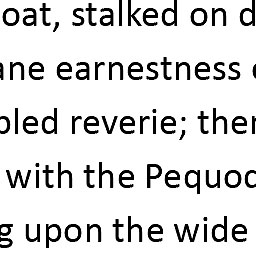 oat, stalked on d
ane earnestness
pled reverie; ther
with the Pequod
g upon the wide